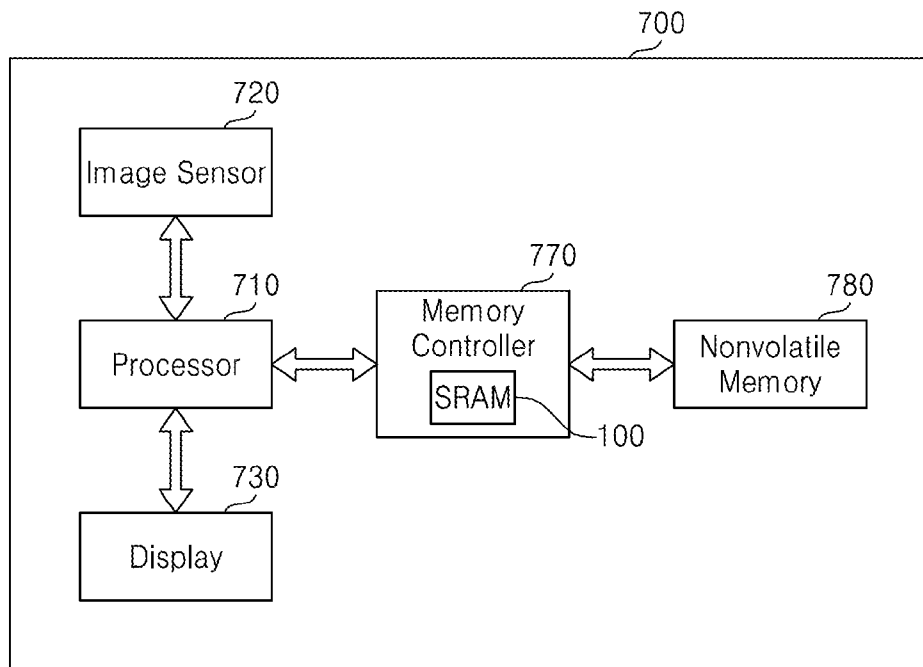 700
720
Image Sensor
710
Processor
770
Memory
Controller
SRAM
100
780
Nonvolatile
Memory
730
Display